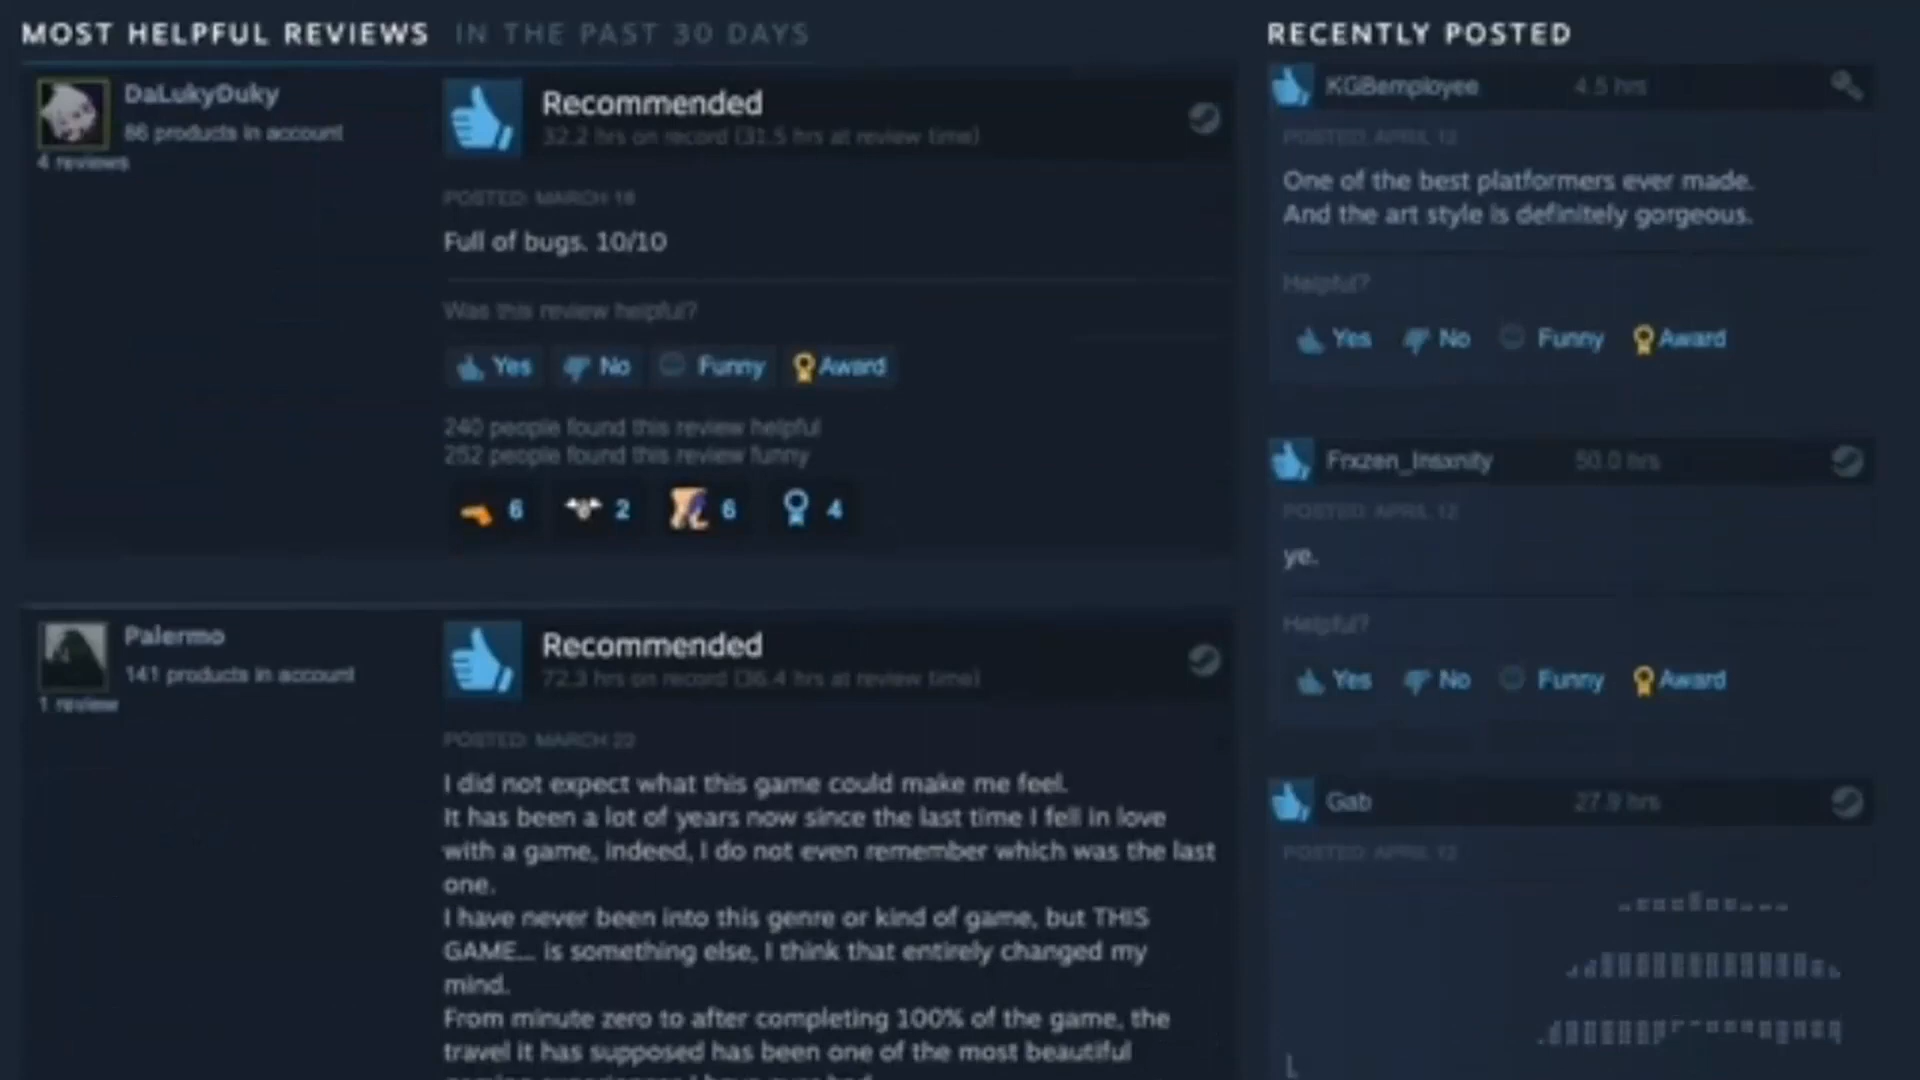 MOST HELPFUL REVIEWS IN THE PAST 30 DAYS
DaLukyDuky
86 products in account
4 reviews
Recommended
32.2 hrs on record (31.5 hrs at review time)
POSTED: MARCH 18
Full of bugs. 10/10
Was this review helpful?
Yes No Funny Award
240 people found this review helpful
252 people found this review funny
6 2 6 4
Palermo
141 products in account
1 review
Recommended
72.3 hrs on record (36.4 hrs at review time)
POSTED: MARCH 22
I did not expect what this game could make me feel.
It has been a lot of years now since the last time I fell in love
with a game, indeed, I do not even remember which was the last
one.
I have never been into this genre or kind of game, but THIS
GAME... is something else, I think that entirely changed my
mind.
From minute zero to after completing 100% of the game, the
travel it has supposed has been one of the most beautiful
RECENTLY POSTED
KGBemployee 4.5 hrs
POSTED: APRIL 12
One of the best platformers ever made.
And the art style is definitely gorgeous.
Helpful?
Yes No Funny Award
Frxzen_Insxnity 50.0 hrs
POSTED: APRIL 12
ye.
Helpful?
Yes No Funny Award
Gab 27.9 hrs
POSTED: APRIL 12